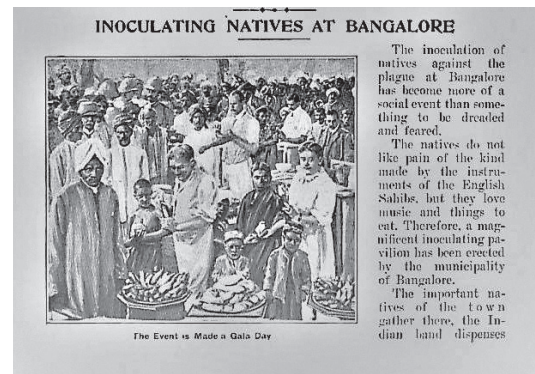 INOCULATING NATIVES AT BANGALORE
The inoculation of
natives against the
plague at Bangalore
has become more of a
social event than some-
thing to be dreaded
and feared.
The natives do not
like pain of the kind
made by the instru-
ments of the English
Sahibs, but they love
music and things to
eat. Therefore, a mag-
nificent inoculating pa-
vilion has been erected
by the municipality
of Bangalore.
The important na-
tives of the town
gather there, the In-
dian band dispenses
The Event is Made a Gala Day